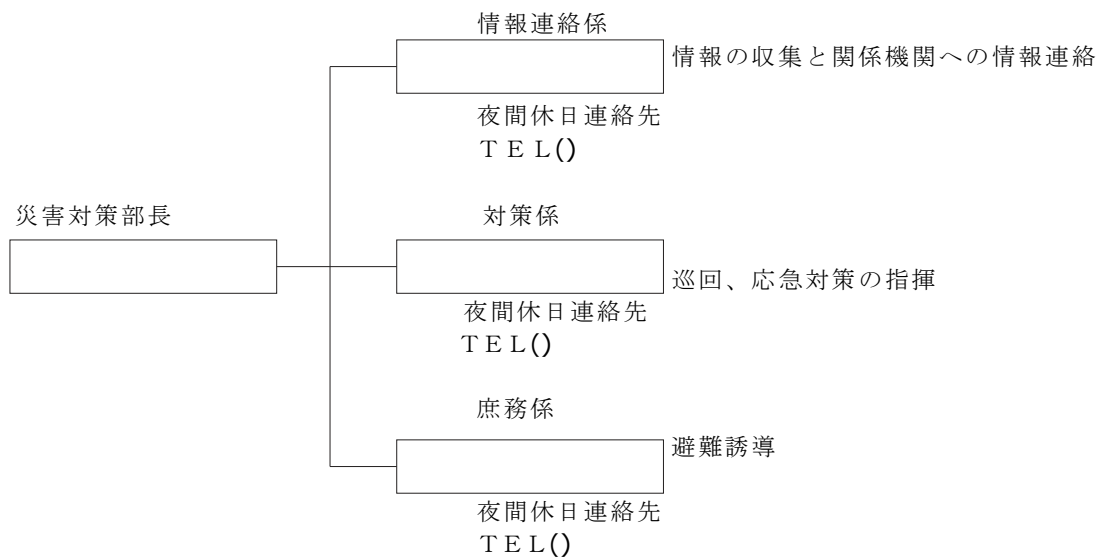 情報連絡係
情報の収集と関係機関への情報連絡
夜間休日連絡先
ＴＥＬ()
災害対策部長
対策係
巡回、応急対策の指揮
夜間休日連絡先
ＴＥＬ()
庶務係
避難誘導
夜間休日連絡先
ＴＥＬ()